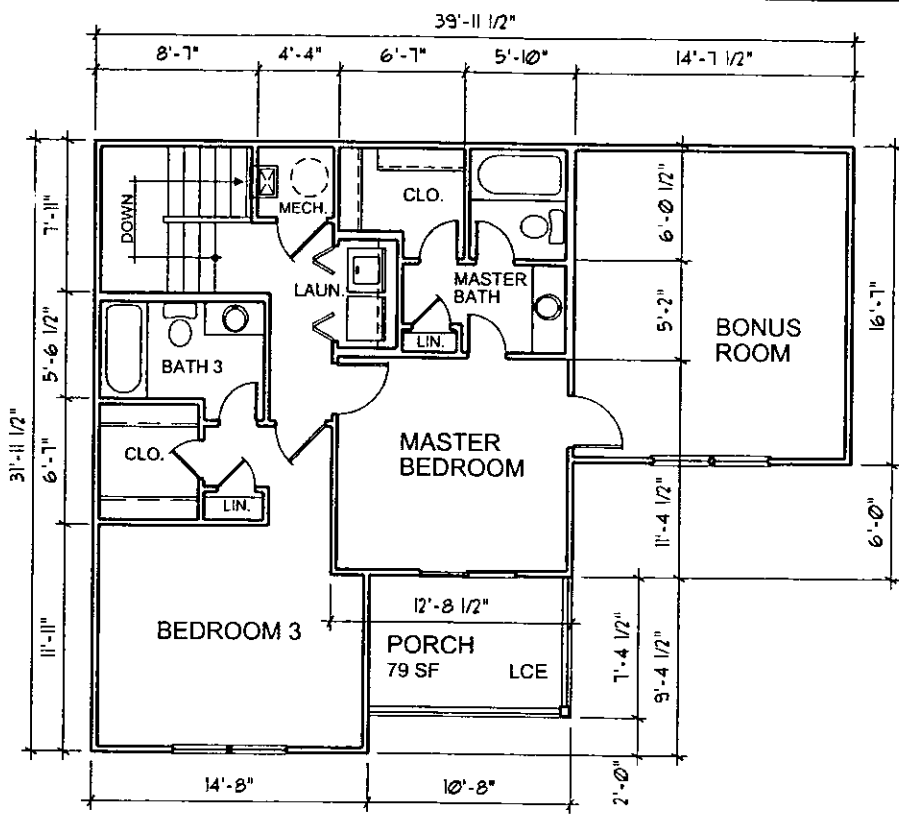 39'-11 1/2"
8'-7"
4'-4"
6'-7"
5'-10"
14'-7 1/2"
7'-11"
DOWN
MECH.
CLO.
6'-0 1/2"
LAUN
MASTER
BATH
5'-2"
16'-7"
BONUS
ROOM
LIN.
5'-6 1/2"
BATH 3
31'-11 1/2"
6'-7"
CLO.
LIN.
MASTER
BEDROOM
11'-4 1/2"
6'-0"
11'-11"
BEDROOM 3
12'-8 1/2"
PORCH
79 SF
LCE
7'-4 1/2"
9'-4 1/2"
14'-8"
10'-8"
2'-0"